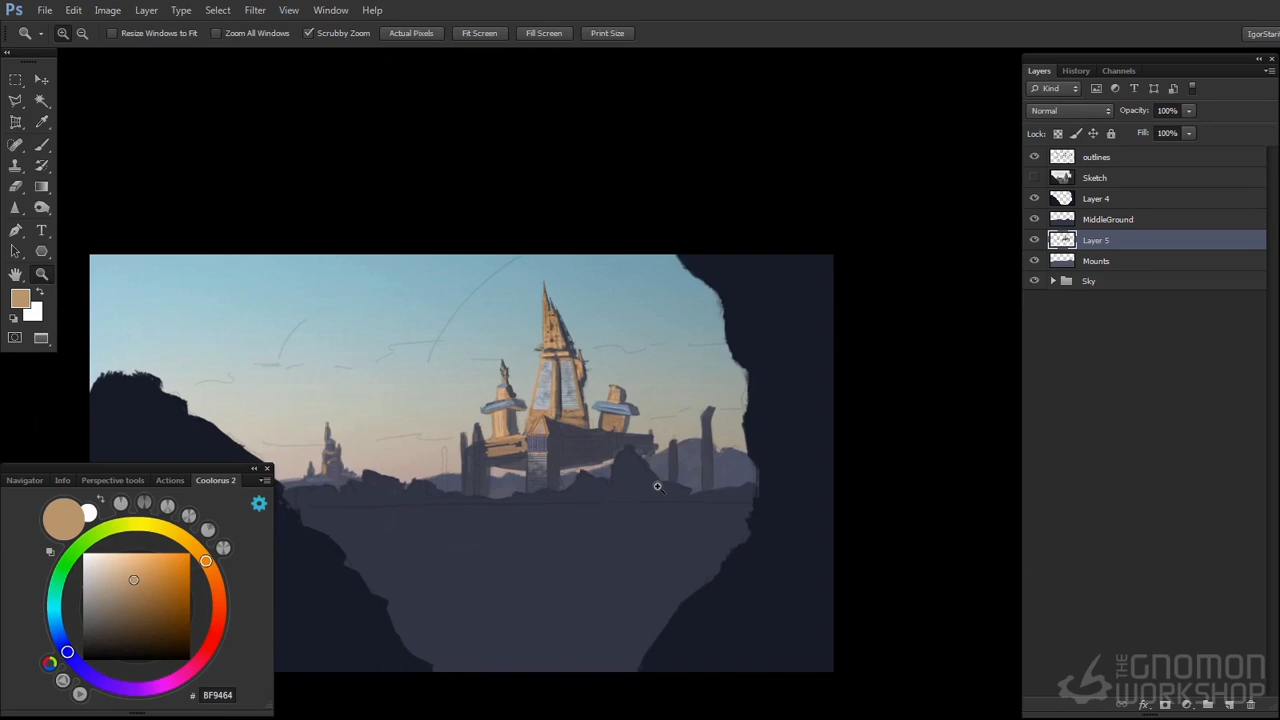 Ps File Edit Image Layer Type Select Filter View Window Help
Resize Windows to Fit Zoom All Windows Scrubby Zoom Actual Pixels Fit Screen Fill Screen Print Size
Layers History Channels
Kind
Normal Opacity: 100%
Lock: Fill: 100%
outlines
Sketch
Layer 4
MiddleGround
Layer 5
Mounts
Sky
Navigator Info Perspective tools Actions Coolorus 2
# BF9464
THE GNOMON WORKSHOP